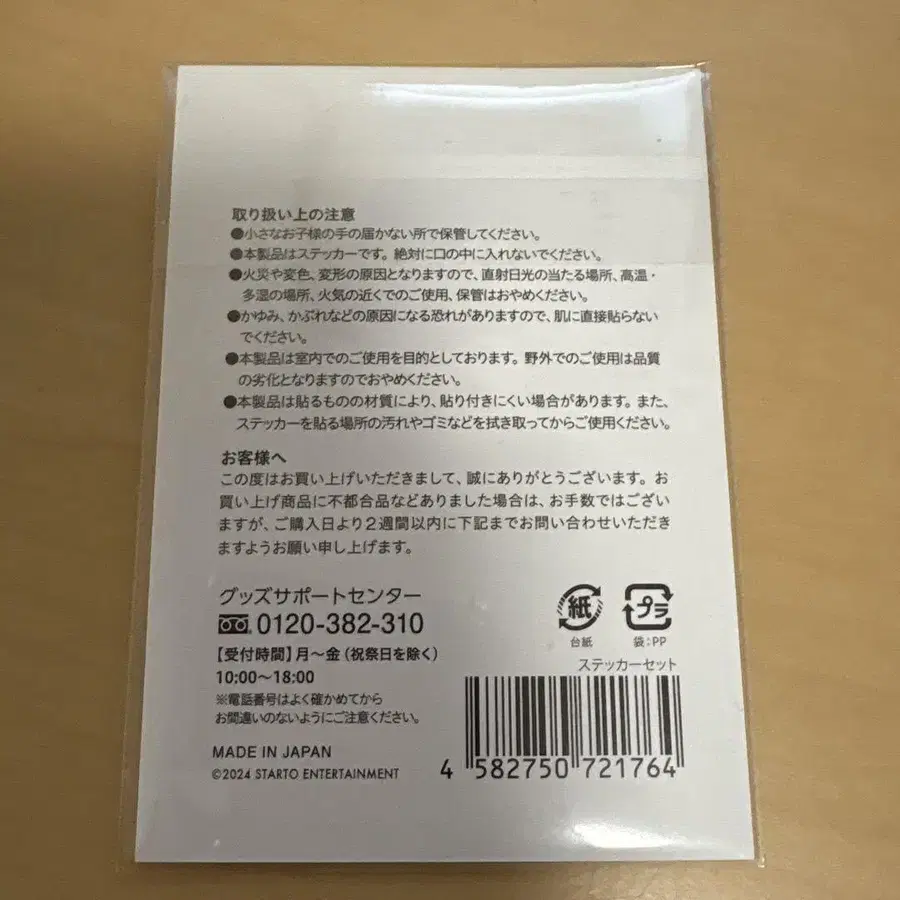 取り扱い上の注意
●小さなお子様の手の届かない所で保管してください。
●本製品はステッカーです。絶対に口の中に入れないでください。
●火災や変色、変形の原因となりますので、直射日光の当たる場所、高温・
多湿の場所、火気の近くでのご使用、保管はおやめください。
●かゆみ、かぶれなどの原因になる恐れがありますので、肌に直接貼らない
でください。
●本製品は室内でのご使用を目的としております。野外でのご使用は品質
の劣化となりますのでおやめください。
●本製品は貼るものの材質により、貼り付きにくい場合があります。また、
ステッカーを貼る場所の汚れやゴミなどを拭き取ってからご使用ください。
お客様へ
この度はお買い上げいただきまして、誠にありがとうございます。お
買い上げ商品に不都合品などありました場合は、お手数ではござい
ますが、ご購入日より2週間以内に下記までお問い合わせいただき
ますようお願い申し上げます。
グッズサポートセンター
0120-382-310
【受付時間】月〜金（祝祭日を除く）
10:00〜18:00
※電話番号はよく確かめてから
お間違いのないようにご注意ください。
MADE IN JAPAN
©2024 STARTO ENTERTAINMENT
紙
台紙
プラ
袋：PP
ステッカーセット
4 582750 721764